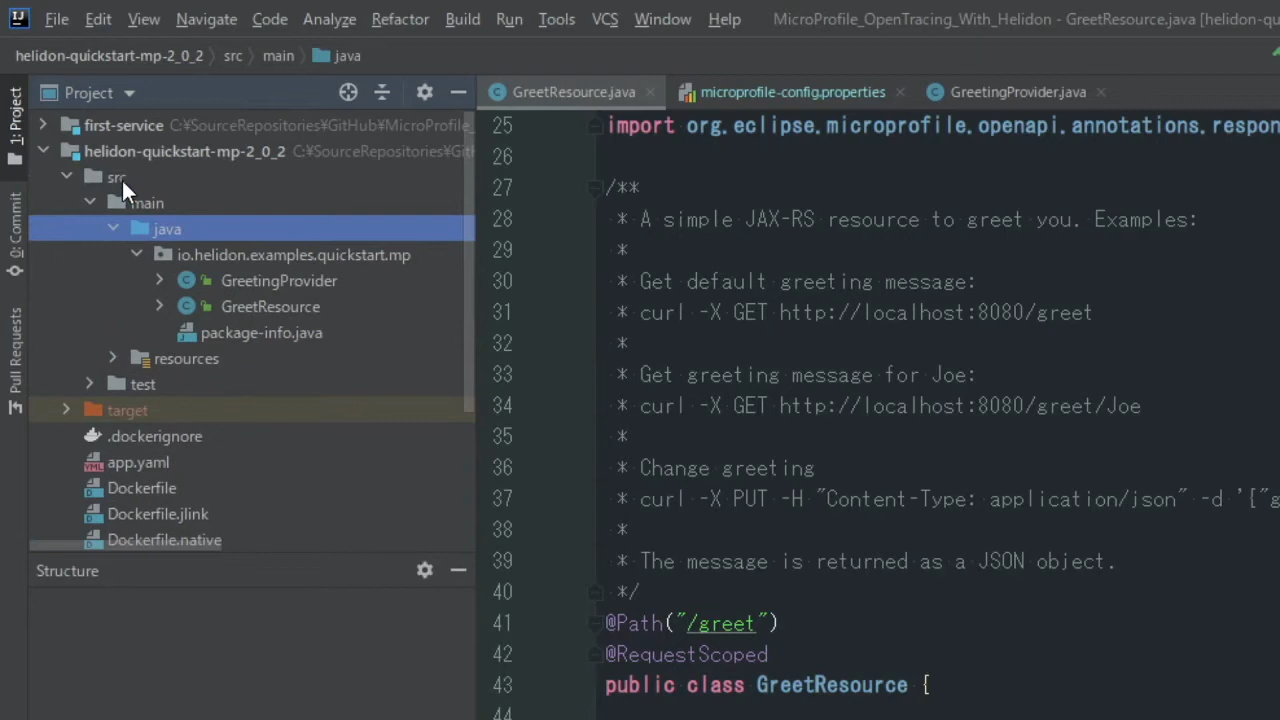 IJ File Edit View Navigate Code Analyze Refactor Build Run Tools VCS Window Help MicroProfile_OpenTracing_With_Helidon - GreetResource.java [helidon-qu
helidon-quickstart-mp-2_0_2 src main java
1: Project
0: Commit
Pull Requests
Project
first-service C:¥SourceRepositories¥GitHub¥MicroProfile_
helidon-quickstart-mp-2_0_2 C:¥SourceRepositories¥Git
src
main
java
io.helidon.examples.quickstart.mp
GreetingProvider
GreetResource
package-info.java
resources
test
target
.dockerignore
app.yaml
Dockerfile
Dockerfile.jlink
Dockerfile.native
Structure
GreetResource.java microprofile-config.properties GreetingProvider.java
25 import org.eclipse.microprofile.openapi.annotations.respon
26
27 /**
28 * A simple JAX-RS resource to greet you. Examples:
29 *
30 * Get default greeting message:
31 * curl -X GET http://localhost:8080/greet
32 *
33 * Get greeting message for Joe:
34 * curl -X GET http://localhost:8080/greet/Joe
35 *
36 * Change greeting
37 * curl -X PUT -H "Content-Type: application/json" -d '["g
38 *
39 * The message is returned as a JSON object.
40 */
41 @Path("/greet")
42 @RequestScoped
43 public class GreetResource {
44